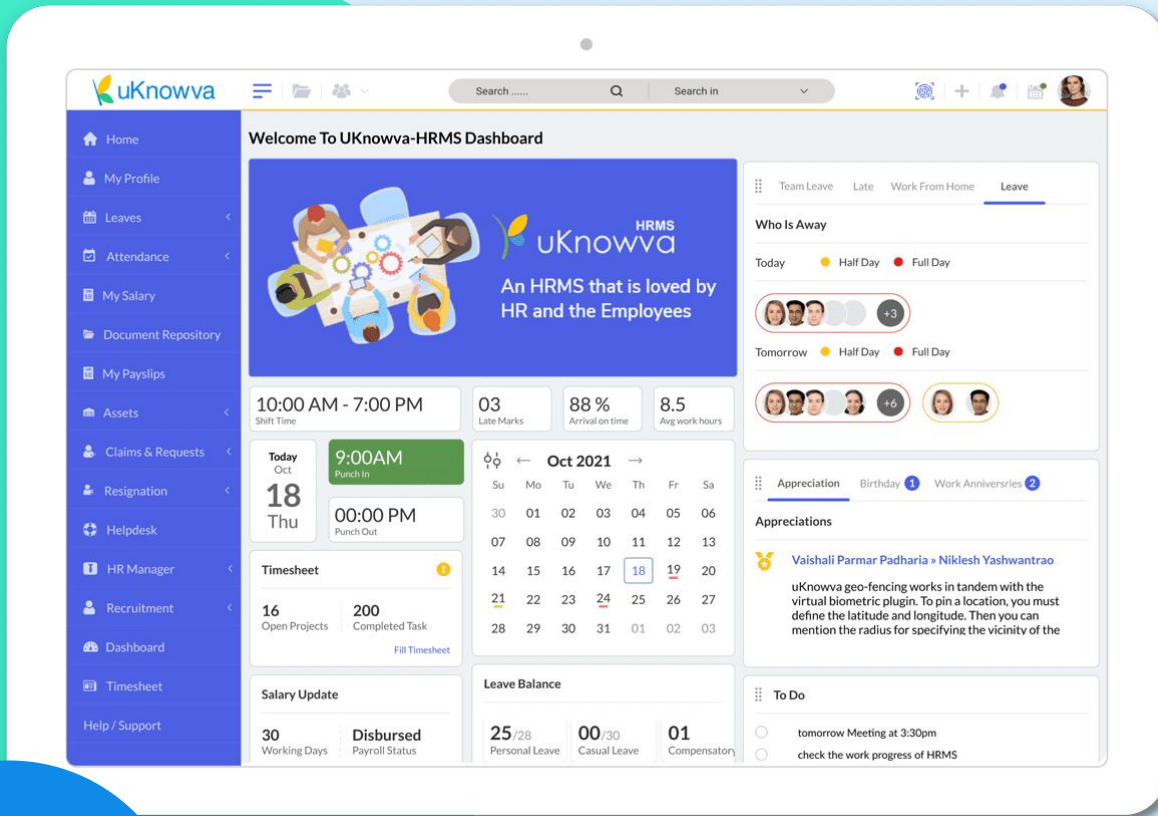 uKnowva
Search ......
Search in
Home
My Profile
Leaves
Attendance
My Salary
Document Repository
My Payslips
Assets
Claims & Requests
Resignation
Helpdesk
HR Manager
Recruitment
Dashboard
Timesheet
Help / Support
Welcome To UKnowva-HRMS Dashboard
HRMS
uKnowva
An HRMS that is loved by
HR and the Employees
10:00 AM - 7:00 PM
Shift Time
03
Late Marks
88 %
Arrival on time
8.5
Avg work hours
Today
Oct
18
Thu
9:00AM
Punch In
00:00 PM
Punch Out
Timesheet
16
Open Projects
200
Completed Task
Fill Timesheet
Salary Update
30
Working Days
Disbursed
Payroll Status
Oct 2021
Su Mo Tu We Th Fr Sa
30 01 02 03 04 05 06
07 08 09 10 11 12 13
14 15 16 17 18 19 20
21 22 23 24 25 26 27
28 29 30 31 01 02 03
Leave Balance
25/28
Personal Leave
00/30
Casual Leave
01
Compensatory
Team Leave Late Work From Home Leave
Who Is Away
Today Half Day Full Day
+3
Tomorrow Half Day Full Day
+6
Appreciation Birthday 1 Work Anniversries 2
Appreciations
Vaishali Parmar Padharia » Niklesh Yashwantrao
uKnowva geo-fencing works in tandem with the
virtual biometric plugin. To pin a location, you must
define the latitude and longitude. Then you can
mention the radius for specifying the vicinity of the
To Do
tomorrow Meeting at 3:30pm
check the work progress of HRMS